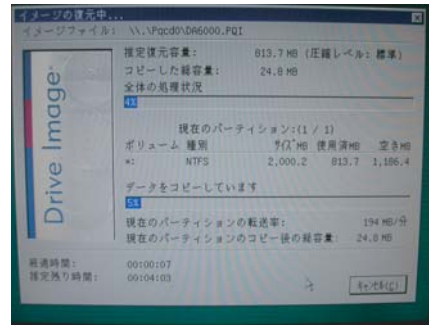 イメージの復元中...
イメージファイル: \\.\Pqcd0\DA6000.PQI
Drive Image®
推定復元容量: 813.7 MB (圧縮レベル: 標準)
コピーした総容量: 24.8 MB
全体の処理状況
4%
現在のパーティション:(1 / 1)
ボリューム 種別 ｻｲｽﾞMB 使用済MB 空きMB
*: NTFS 2,000.2 813.7 1,186.4
データをコピーしています
5%
現在のパーティションの転送率: 194 MB/分
現在のパーティションのコピー後の総容量: 24.8 MB
経過時間: 00:00:07
推定残り時間: 00:04:03
ｷｬﾝｾﾙ(C)